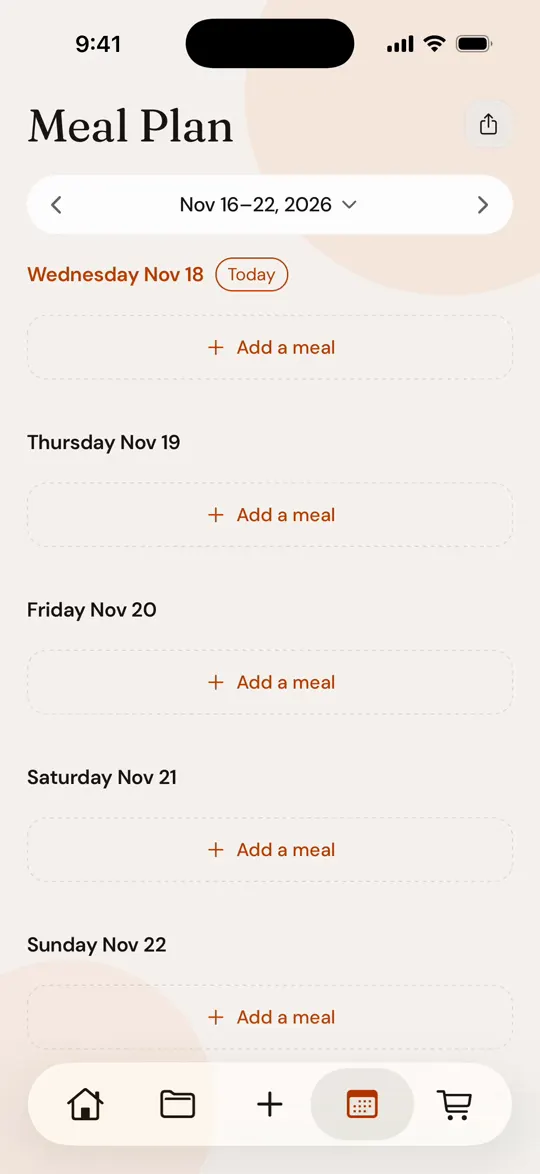 9:41
Meal Plan
Nov 16–22, 2026
Wednesday Nov 18 Today
Add a meal
Thursday Nov 19
Add a meal
Friday Nov 20
Add a meal
Saturday Nov 21
Add a meal
Sunday Nov 22
Add a meal